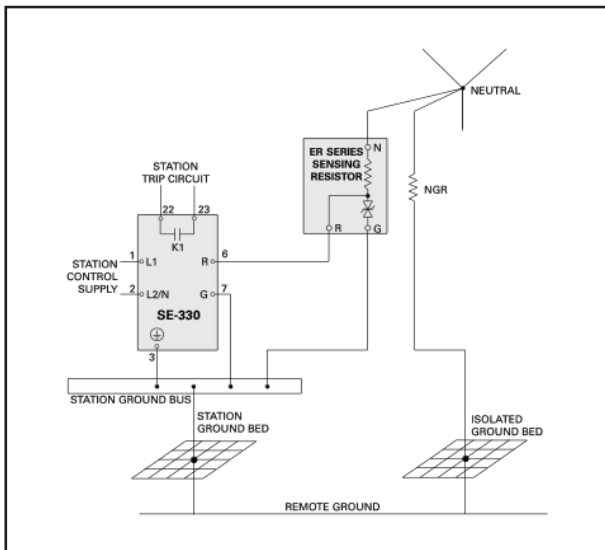 NEUTRAL
N
ER SERIES
SENSING
RESISTOR
NGR
R
G
STATION
TRIP CIRCUIT
22
23
K1
1
L1
R
6
STATION
CONTROL
SUPPLY
2
L2/N
G
7
SE-330
3
STATION GROUND BUS
STATION
GROUND BED
ISOLATED
GROUND BED
REMOTE GROUND